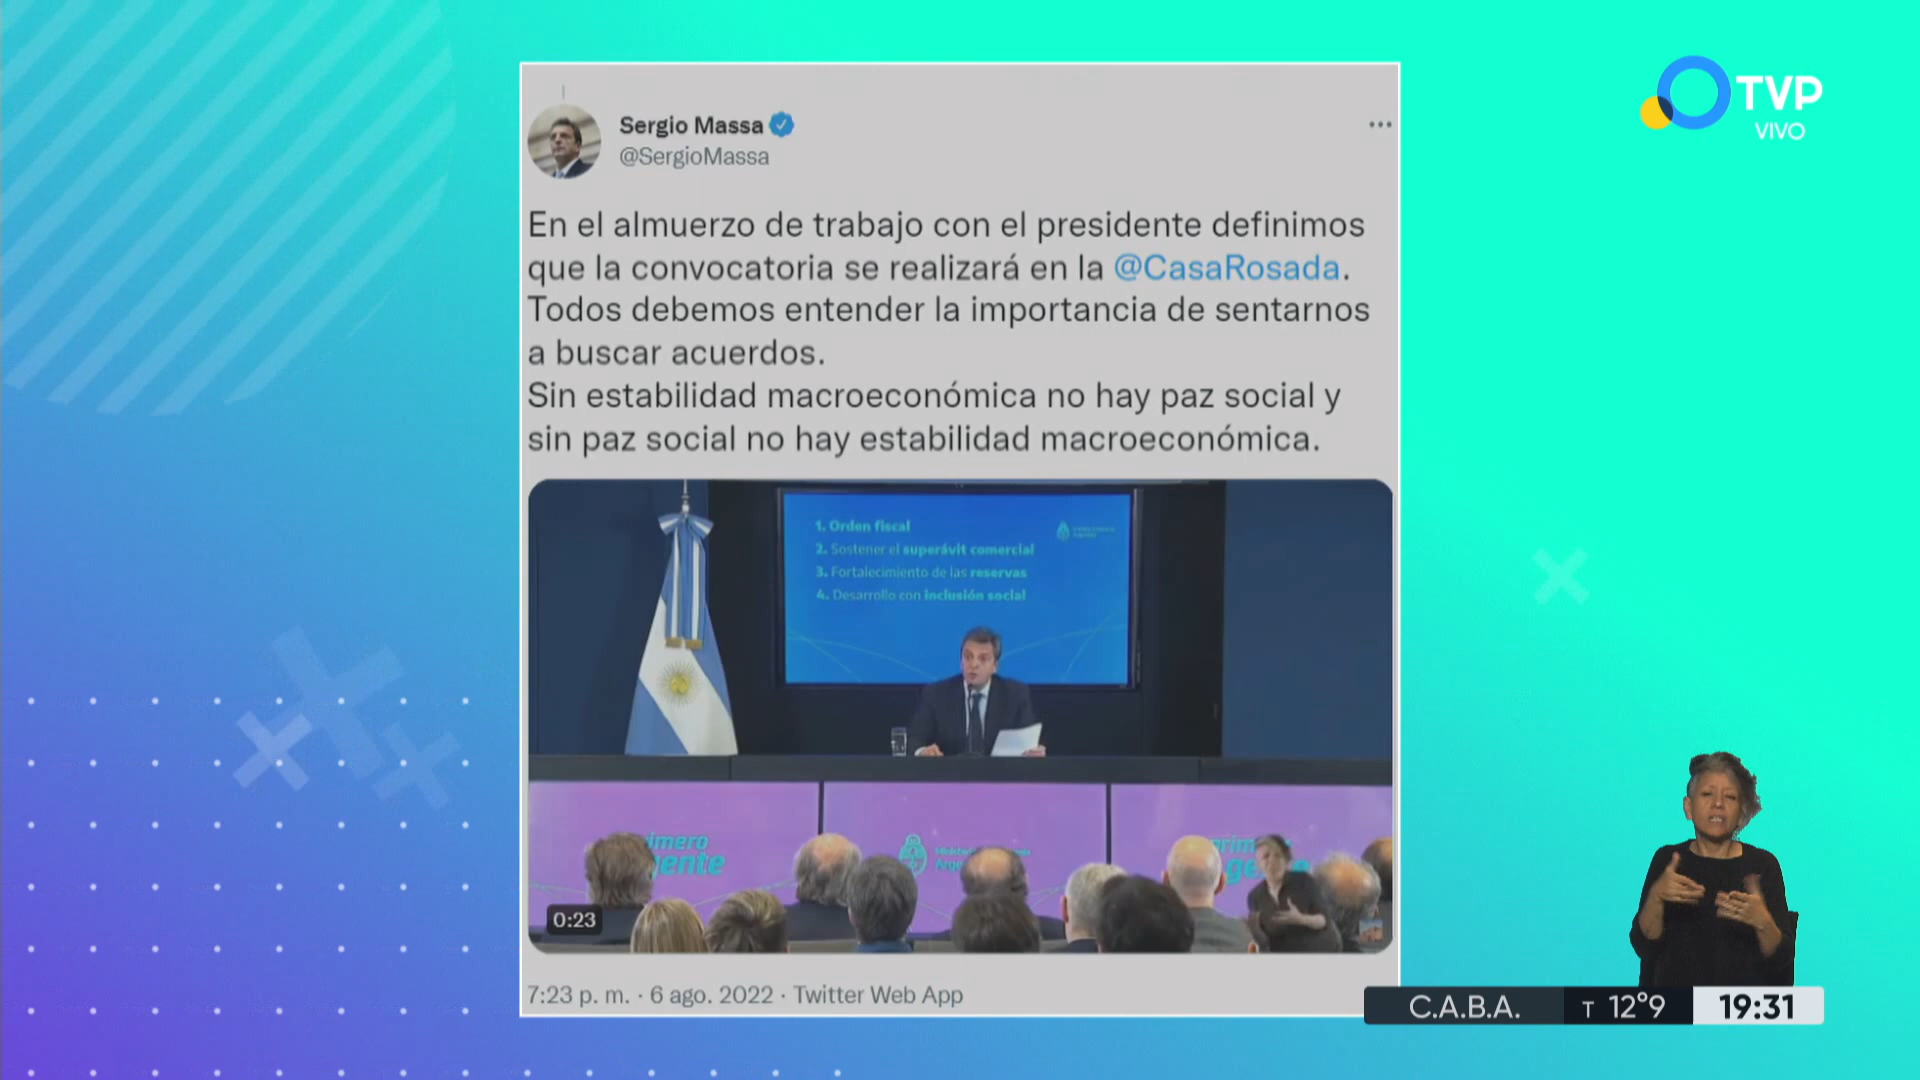 TVP
VIVO
Sergio Massa
@SergioMassa
En el almuerzo de trabajo con el presidente definimos
que la convocatoria se realizará en la @CasaRosada.
Todos debemos entender la importancia de sentarnos
a buscar acuerdos.
Sin estabilidad macroeconómica no hay paz social y
sin paz social no hay estabilidad macroeconómica.
1. Orden fiscal
2. Sostener el superávit comercial
3. Fortalecimiento de las reservas
4. Desarrollo con inclusión social
0:23
7:23 p. m. · 6 ago. 2022 · Twitter Web App
C.A.B.A. T 12°9 19:31